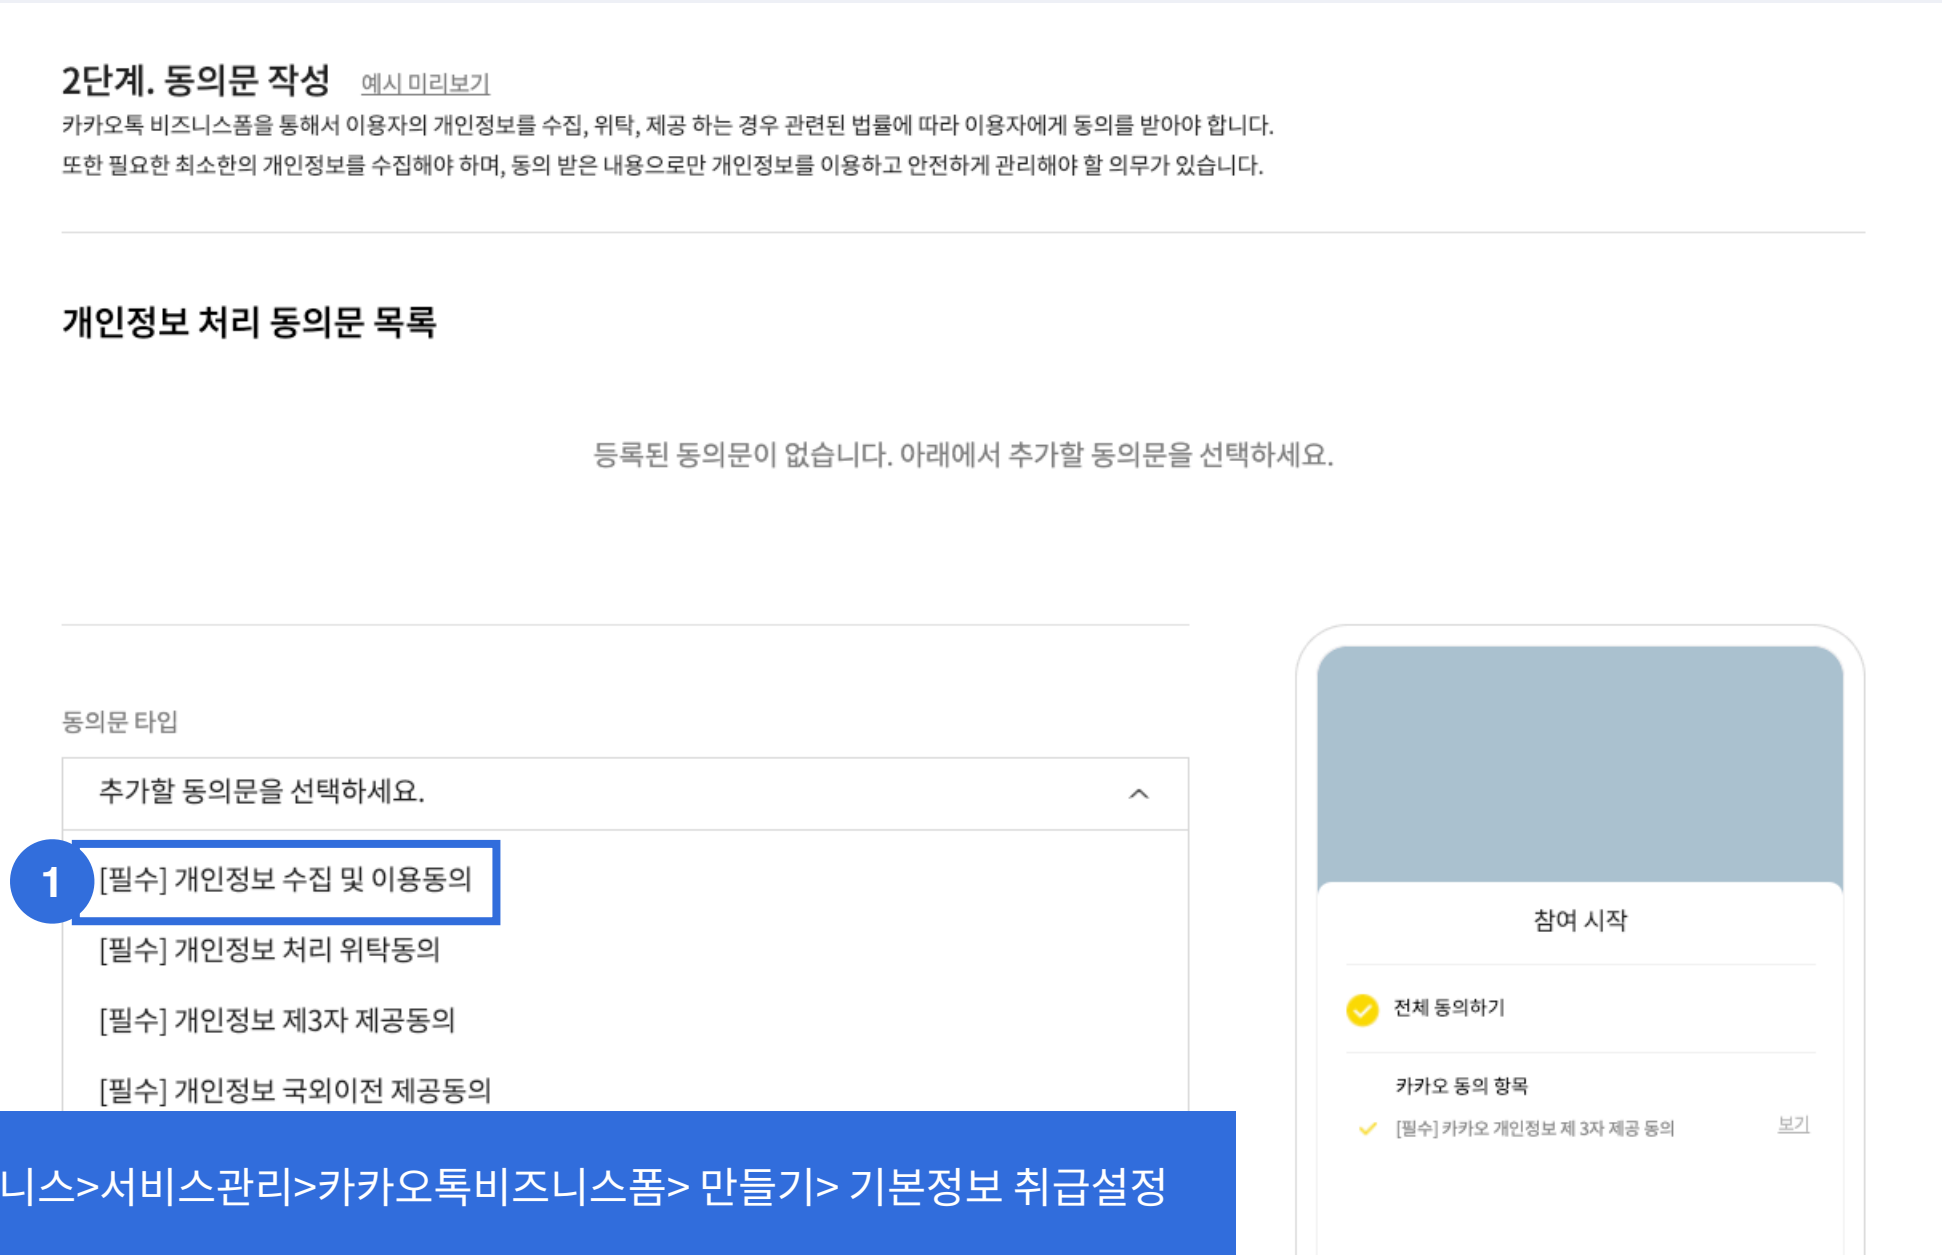 2단계. 동의문 작성 예시 미리보기
카카오톡 비즈니스폼을 통해서 이용자의 개인정보를 수집, 위탁, 제공 하는 경우 관련된 법률에 따라 이용자에게 동의를 받아야 합니다.
또한 필요한 최소한의 개인정보를 수집해야 하며, 동의 받은 내용으로만 개인정보를 이용하고 안전하게 관리해야 할 의무가 있습니다.
개인정보 처리 동의문 목록
등록된 동의문이 없습니다. 아래에서 추가할 동의문을 선택하세요.
동의문 타입
추가할 동의문을 선택하세요.
1
[필수] 개인정보 수집 및 이용동의
[필수] 개인정보 처리 위탁동의
[필수] 개인정보 제3자 제공동의
[필수] 개인정보 국외이전 제공동의
니스>서비스관리>카카오톡비즈니스폼> 만들기> 기본정보 취급설정
참여 시작
전체 동의하기
카카오 동의 항목
[필수] 카카오 개인정보 제 3자 제공 동의 보기